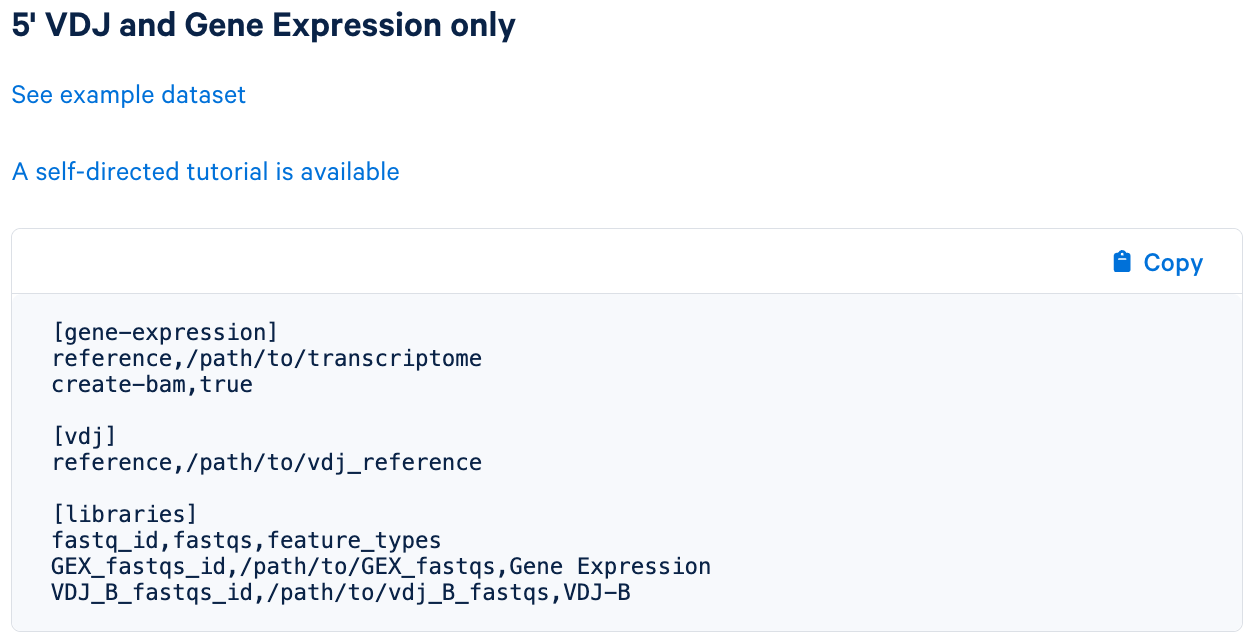 5' VDJ and Gene Expression only
See example dataset
A self-directed tutorial is available
Copy
[gene-expression]
reference,/path/to/transcriptome
create-bam,true
[vdj]
reference,/path/to/vdj_reference
[libraries]
fastq_id,fastqs,feature_types
GEX_fastqs_id,/path/to/GEX_fastqs,Gene Expression
VDJ_B_fastqs_id,/path/to/vdj_B_fastqs,VDJ-B